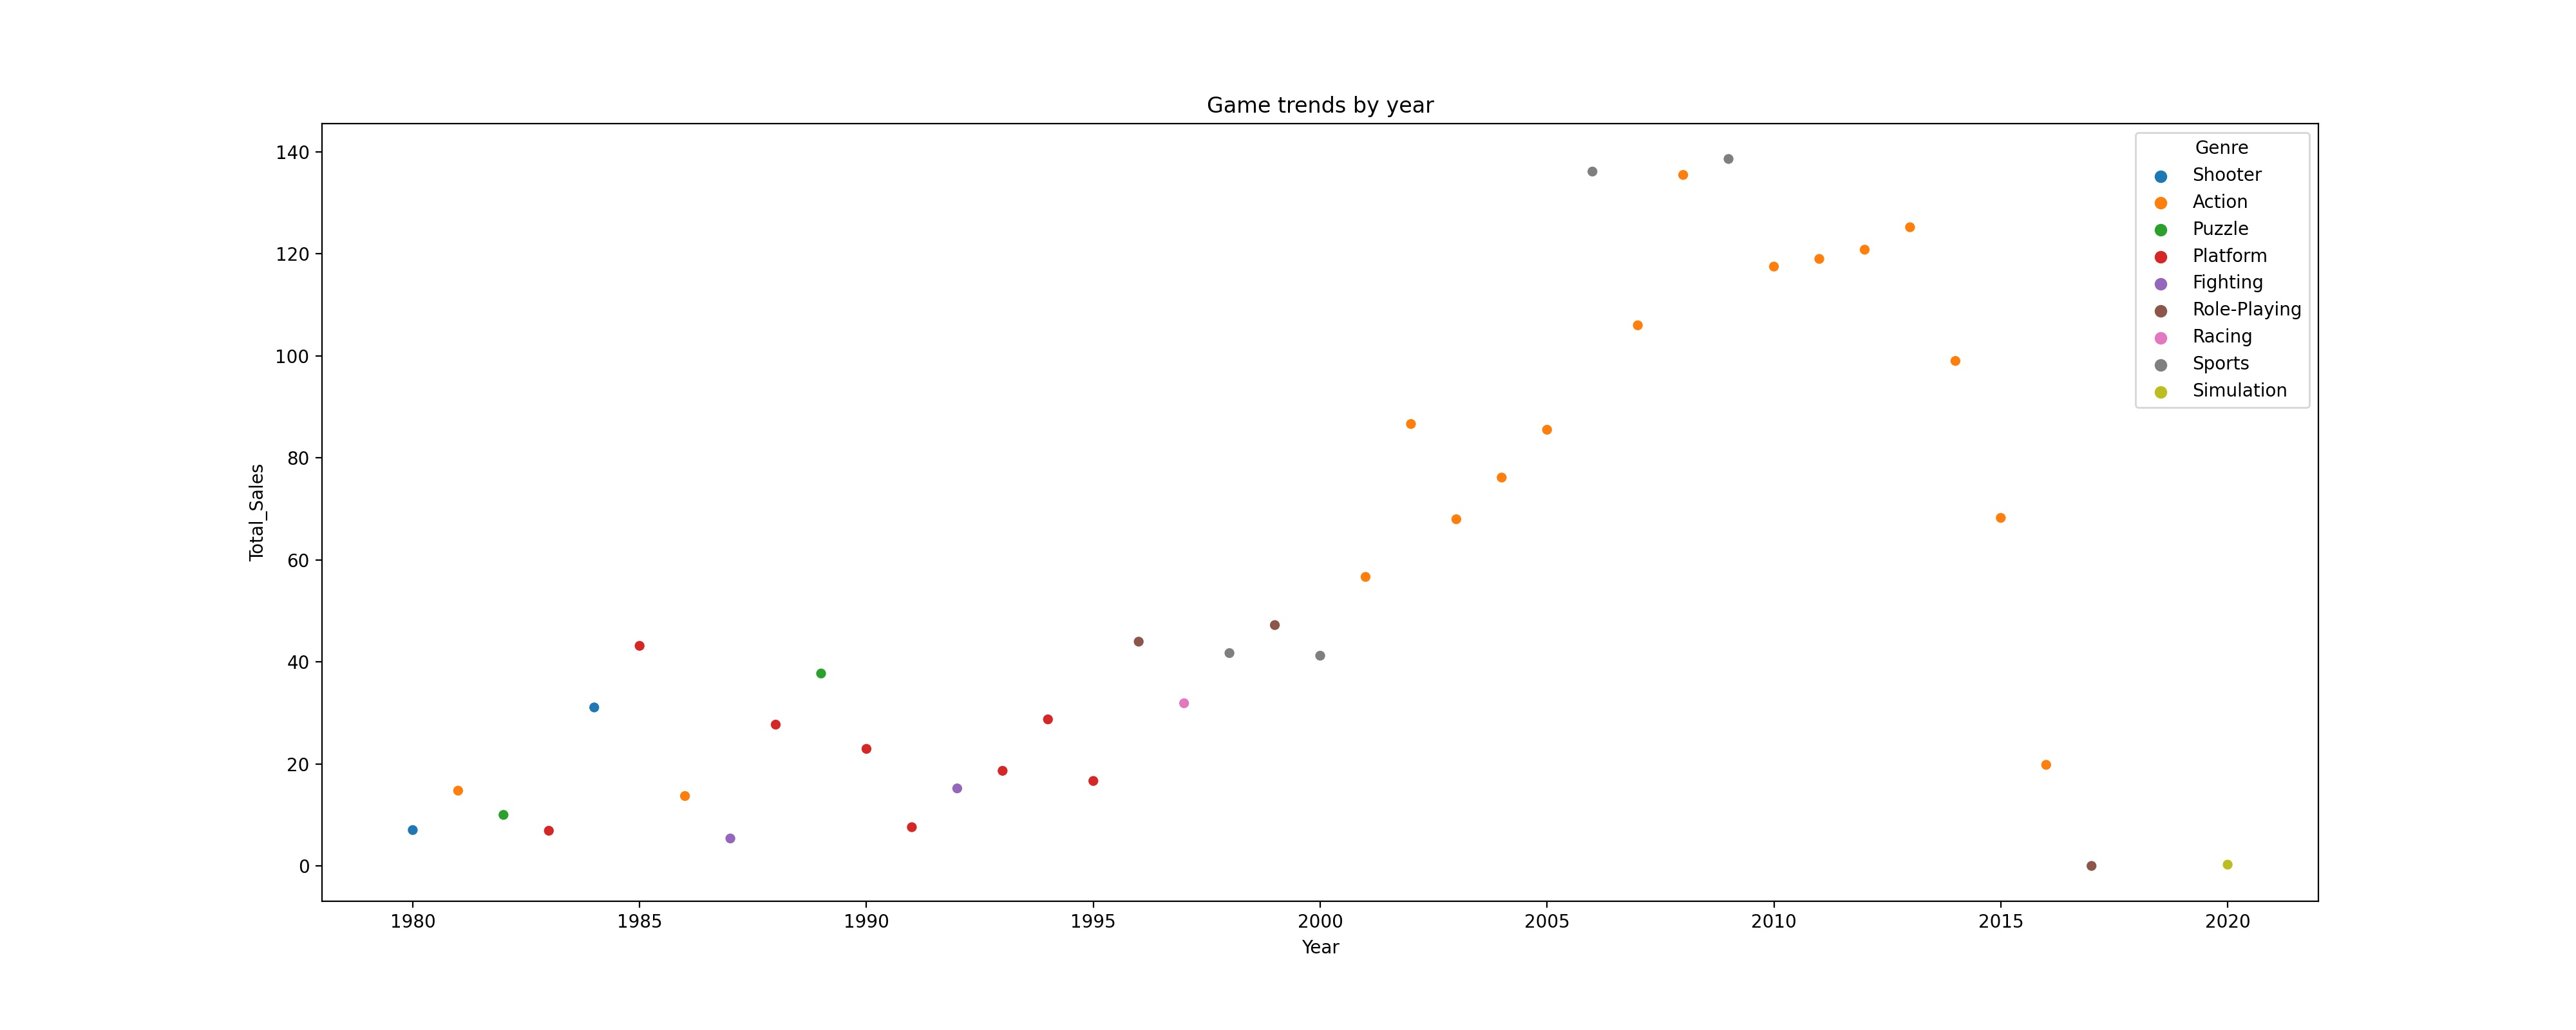 Game trends by year
140
120
100
80
60
40
20
0
Total_Sales
Genre
Shooter
Action
Puzzle
Platform
Fighting
Role-Playing
Racing
Sports
Simulation
1980 1985 1990 1995 2000 2005 2010 2015 2020
Year